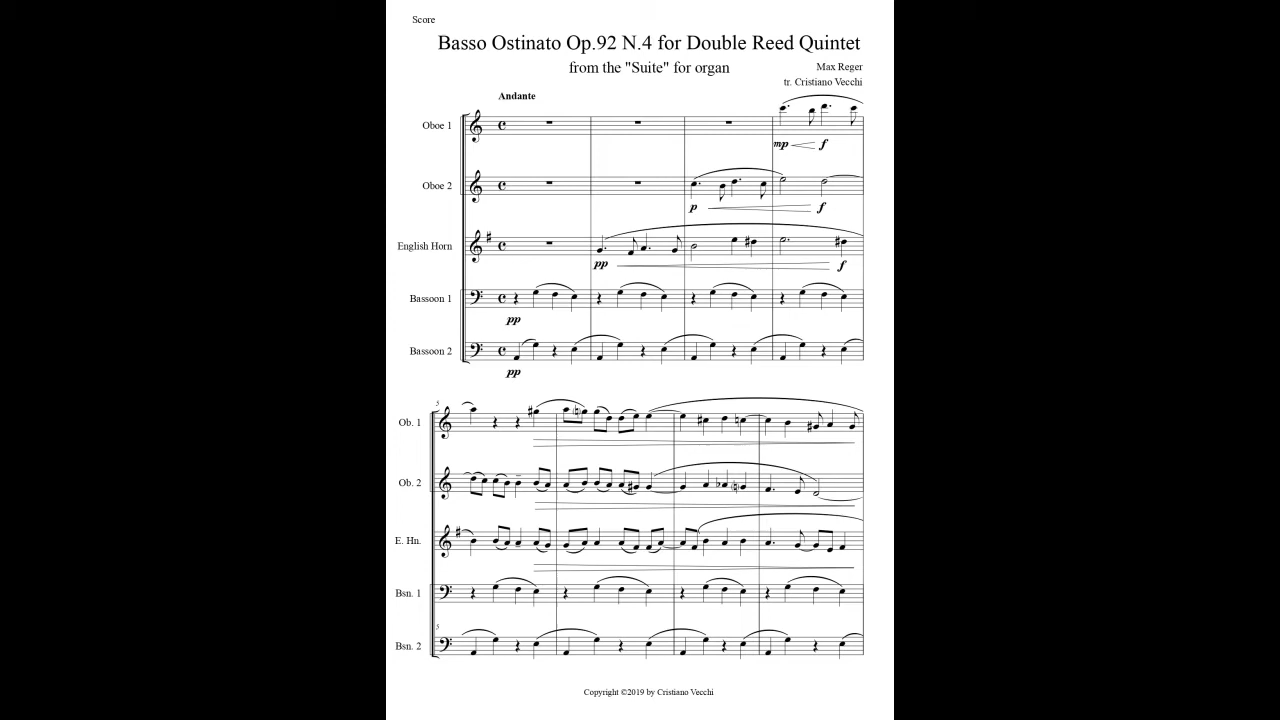 Score
Basso Ostinato Op.92 N.4 for Double Reed Quintet
from the "Suite" for organ
Max Reger
tr. Cristiano Vecchi
Andante
Oboe 1
mp f
Oboe 2
p f
English Horn
pp f
Bassoon 1
pp
Bassoon 2
pp
5
Ob. 1
Ob. 2
E. Hn.
Bsn. 1
5
Bsn. 2
Copyright ©2019 by Cristiano Vecchi